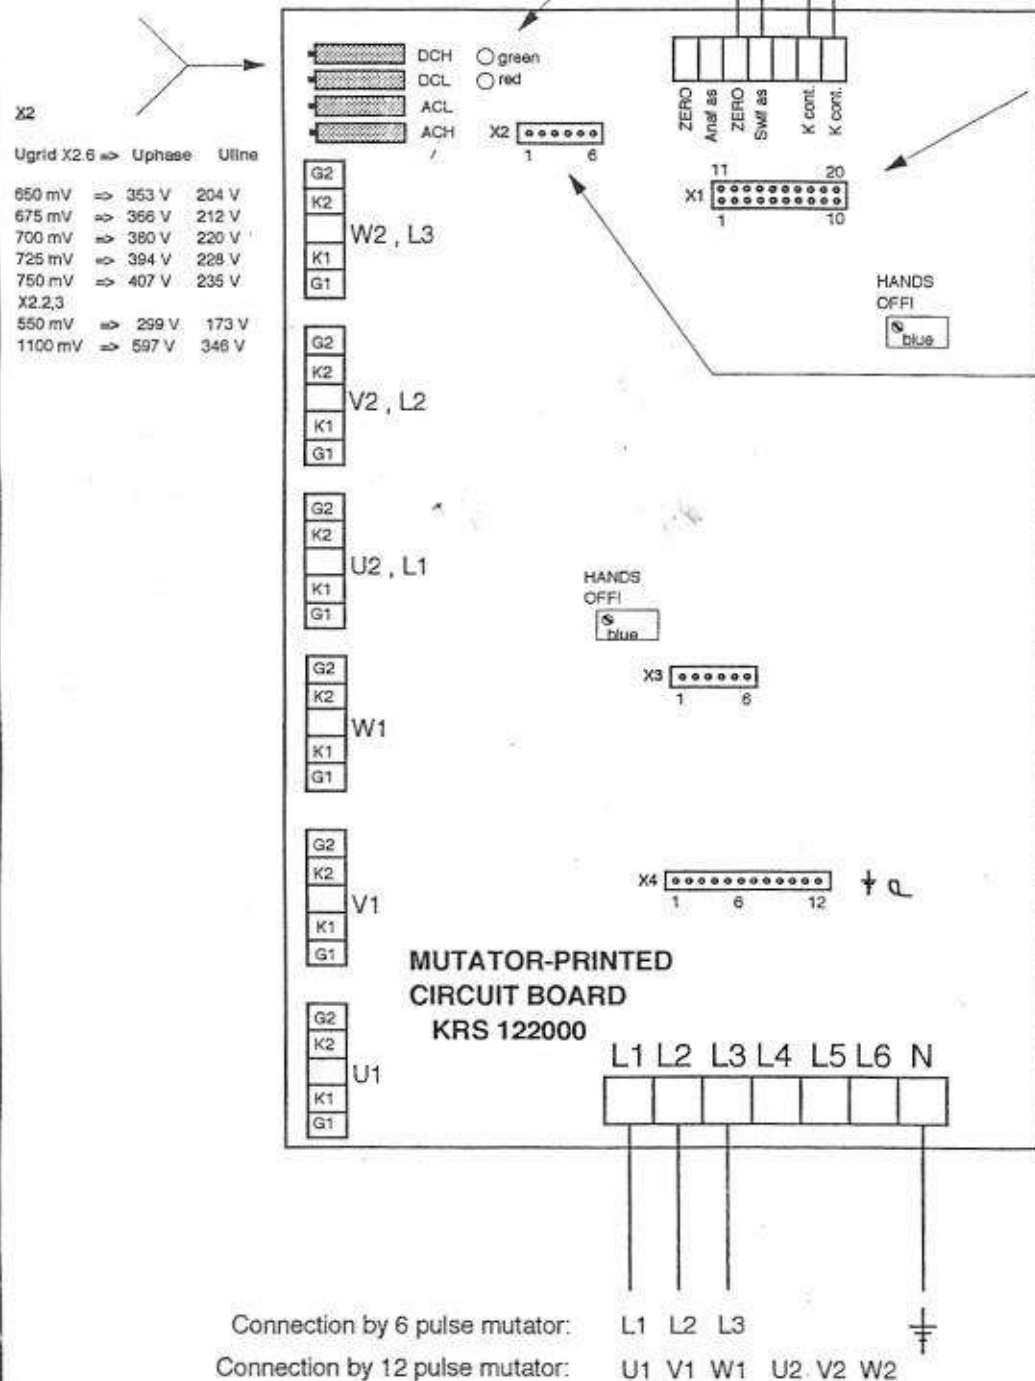 DCH green
DCL red
ACL
ACH
X2
1 6
ZERO
Anaf as
ZERO
Swlf as
K cont.
K cont.
11 20
X1
1 10
X2
Ugrid X2.6 => Uphase Uline
650 mV => 353 V 204 V
675 mV => 366 V 212 V
700 mV => 380 V 220 V
725 mV => 394 V 228 V
750 mV => 407 V 235 V
X2.2,3
550 mV => 299 V 173 V
1100 mV => 597 V 346 V
G2
K2
W2 , L3
K1
G1
HANDS
OFF!
blue
G2
K2
V2 , L2
K1
G1
G2
K2
U2 , L1
K1
G1
HANDS
OFF!
blue
X3
1 6
G2
K2
W1
K1
G1
G2
K2
V1
K1
G1
X4
1 6 12
MUTATOR-PRINTED
CIRCUIT BOARD
KRS 122000
G2
K2
U1
K1
G1
L1 L2 L3 L4 L5 L6 N
Connection by 6 pulse mutator: L1 L2 L3
Connection by 12 pulse mutator: U1 V1 W1 U2 V2 W2